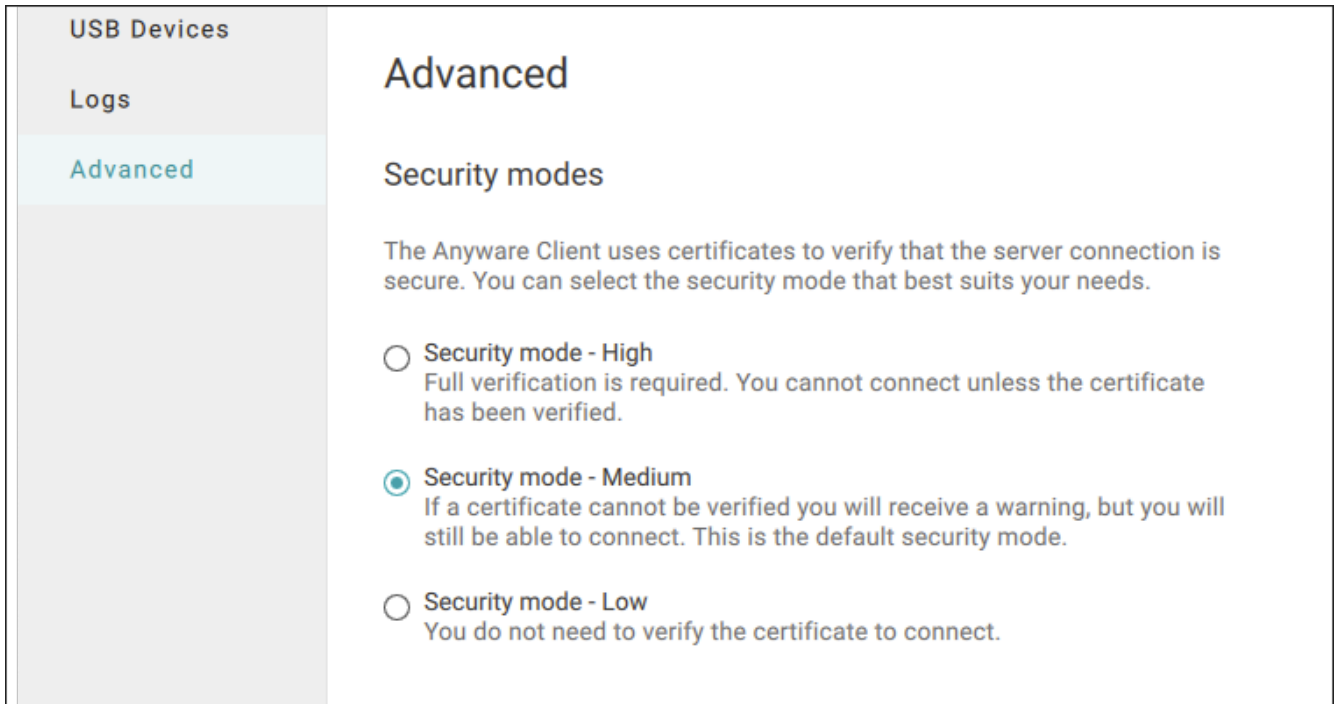 USB Devices
Logs
Advanced
Advanced
Security modes
The Anyware Client uses certificates to verify that the server connection is
secure. You can select the security mode that best suits your needs.
Security mode - High
Full verification is required. You cannot connect unless the certificate
has been verified.
Security mode - Medium
If a certificate cannot be verified you will receive a warning, but you will
still be able to connect. This is the default security mode.
Security mode - Low
You do not need to verify the certificate to connect.